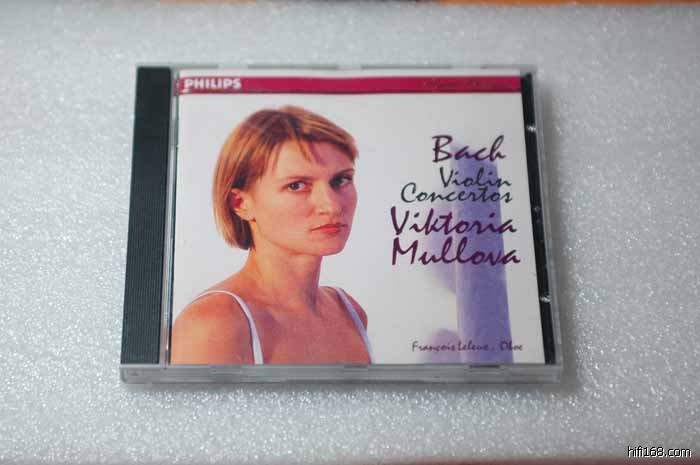 PHILIPS
Bach
Violin
Concertos
Viktoria
Mullova
François Leleux, Oboe
hifi168.com